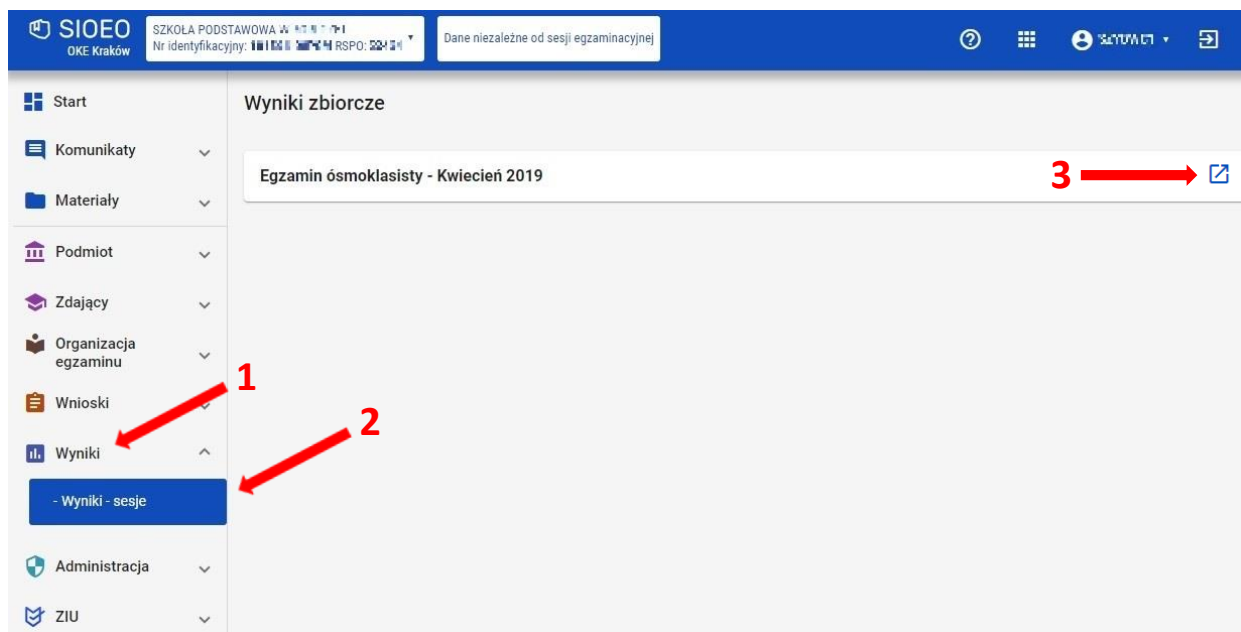 SIOEO
OKE Kraków
SZKOŁA PODSTAWOWA
Nr identyfikacyjny: RSPO:
Dane niezależne od sesji egzaminacyjnej
Start
Komunikaty
Materiały
Podmiot
Zdający
Organizacja
egzaminu
Wnioski
Wyniki
- Wyniki - sesje
Administracja
ZIU
Wyniki zbiorcze
Egzamin ósmoklasisty - Kwiecień 2019
3
1
2